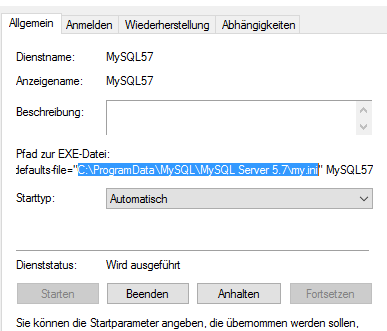 Allgemein Anmelden Wiederherstellung Abhängigkeiten
Dienstname: MySQL57
Anzeigename: MySQL57
Beschreibung:
Pfad zur EXE-Datei:
defaults-file="C:\ProgramData\MySQL\MySQL Server 5.7\my.ini" MySQL57
Starttyp: Automatisch
Dienststatus: Wird ausgeführt
Starten Beenden Anhalten Fortsetzen
Sie können die Startparameter angeben, die übernommen werden sollen,